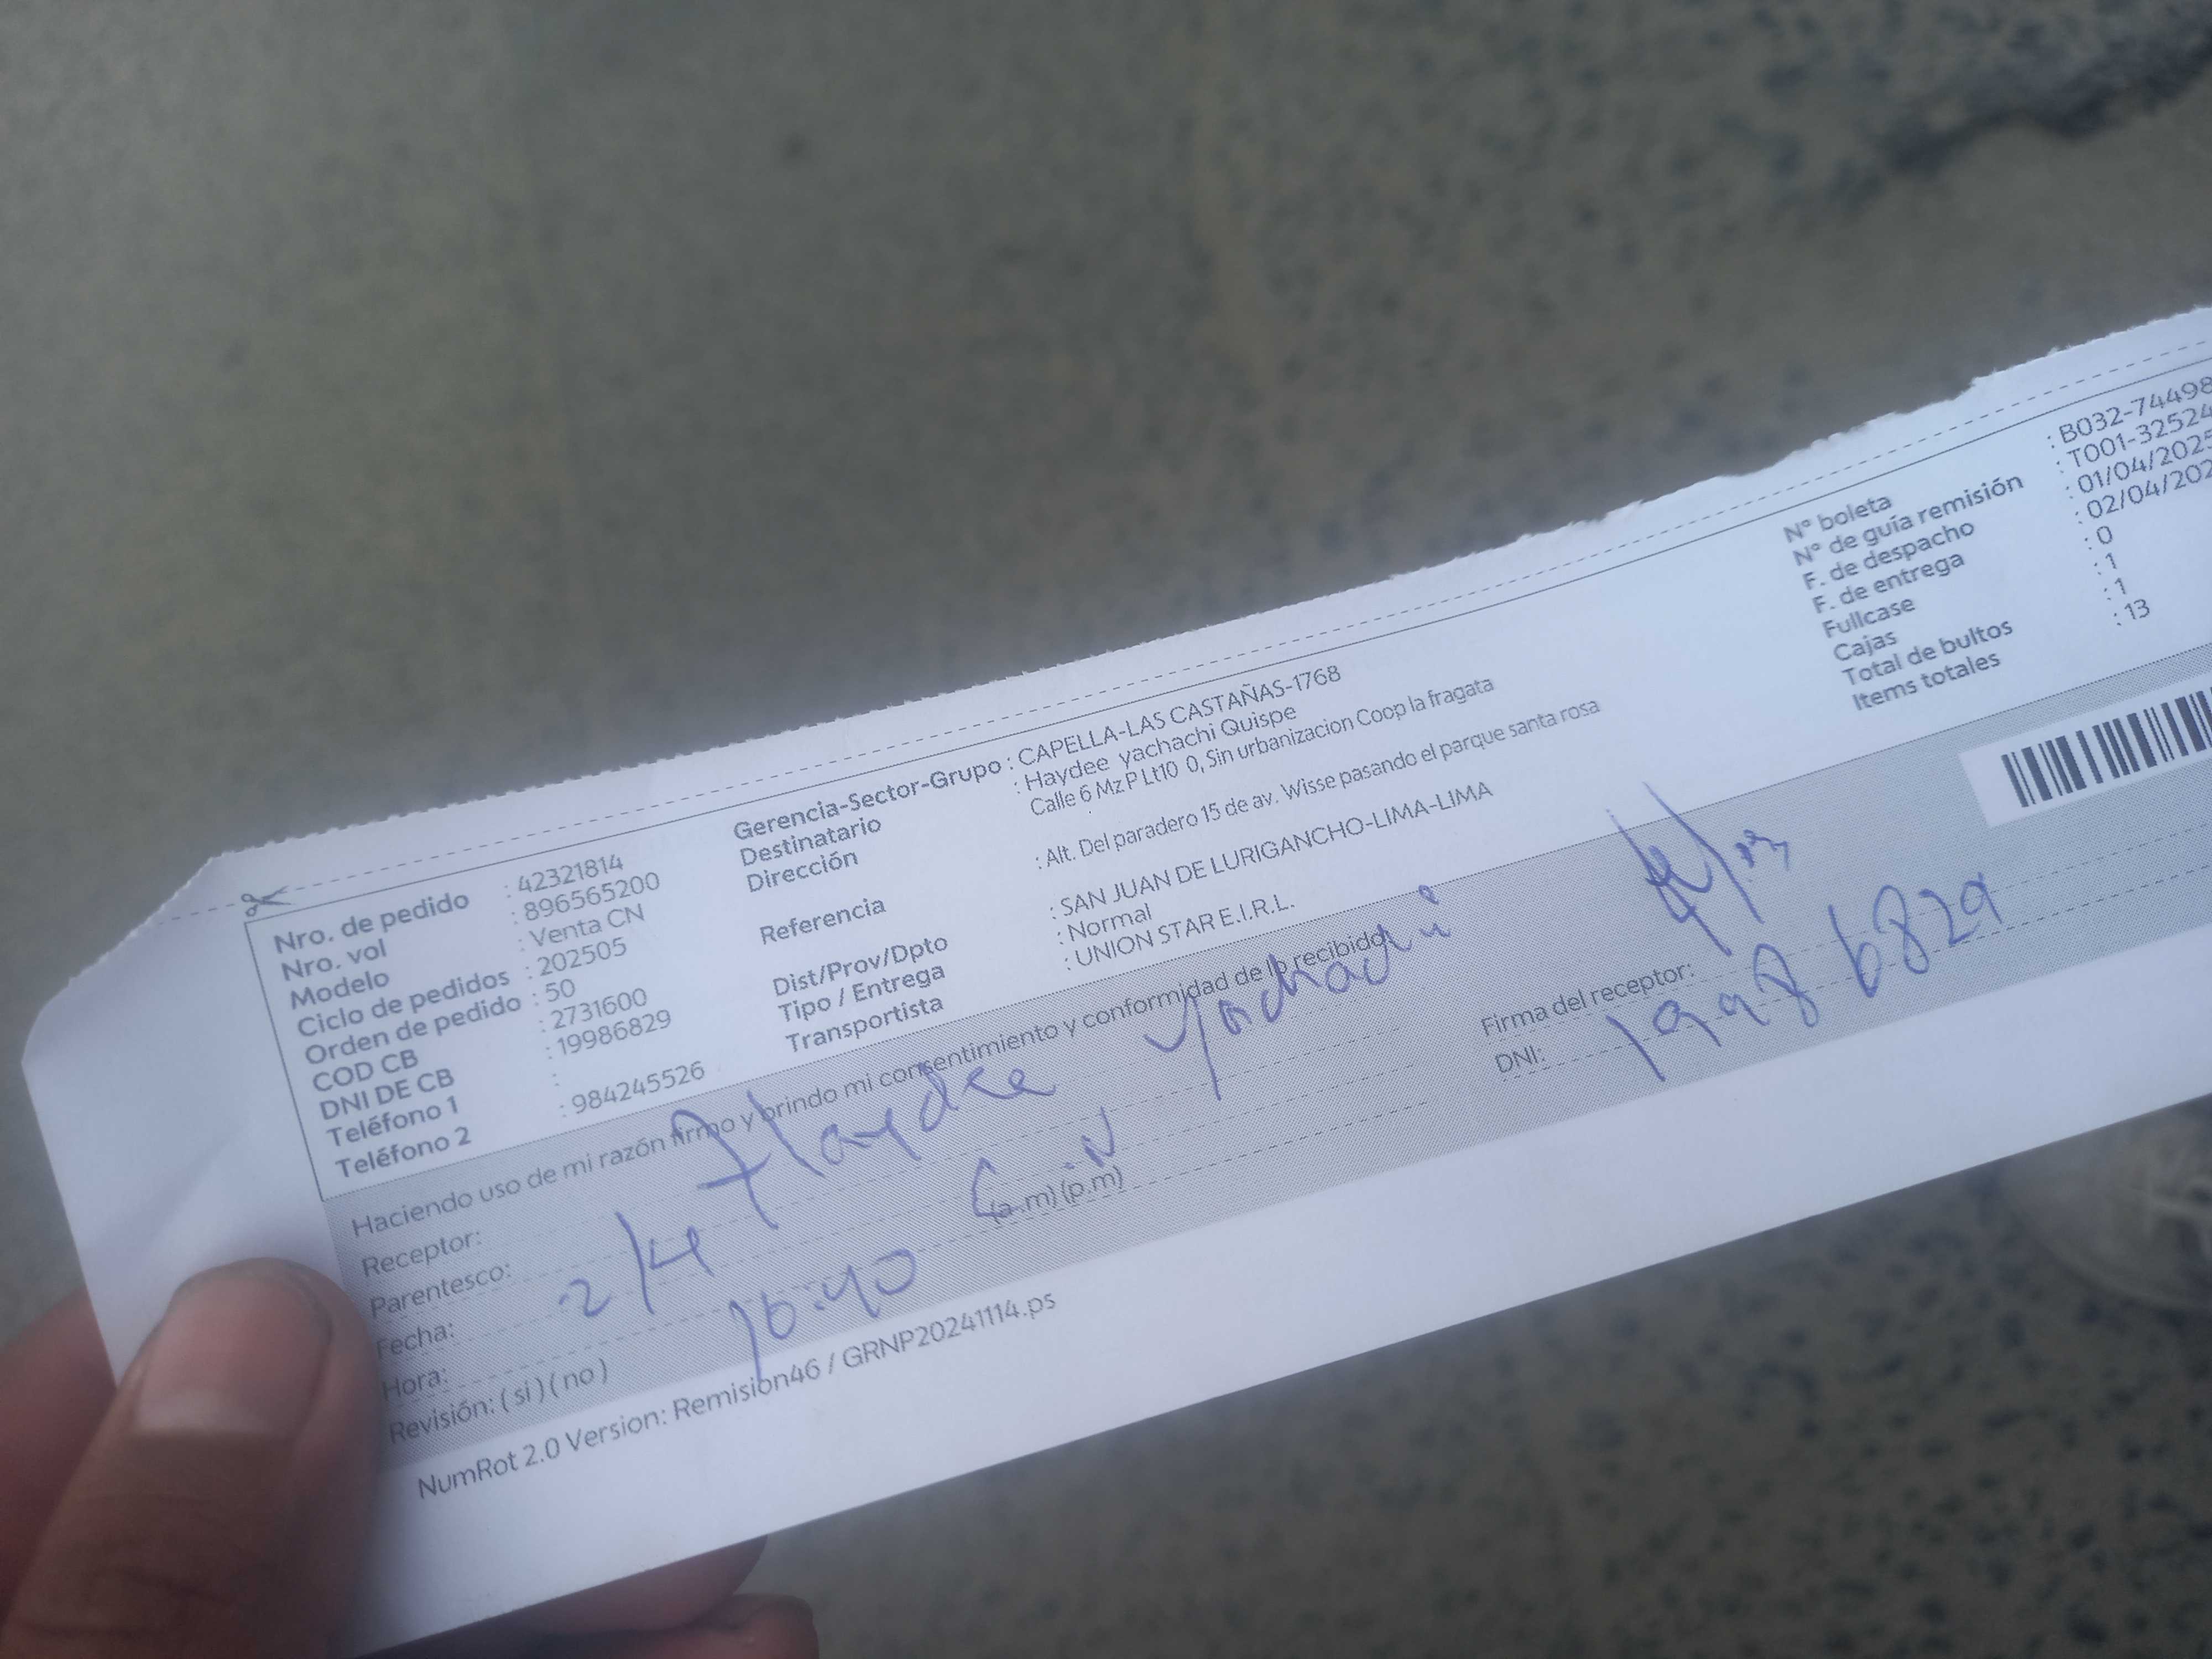 Nro. de pedido : 42321814
Nro. vol : 896565200
Modelo : Venta CN
Ciclo de pedidos : 202505
Orden de pedido : 50
COD CB : 2731600
DNI DE CB : 19986829
Teléfono 1 :
Teléfono 2 : 984245526
Gerencia-Sector-Grupo : CAPELLA-LAS CASTAÑAS-1768
Destinatario : Haydee yachachi Quispe
Dirección Calle 6 Mz P Lt10 0, Sin urbanizacion Coop la fragata
Referencia : Alt. Del paradero 15 de av. Wisse pasando el parque santa rosa
Dist/Prov/Dpto : SAN JUAN DE LURIGANCHO-LIMA-LIMA
Tipo / Entrega : Normal
Transportista : UNION STAR E.I.R.L.
N° boleta : B032-74498
N° de guía remisión : T001-32524
F. de despacho : 01/04/2025
F. de entrega : 02/04/202
Fullcase : 0
Cajas : 1
Total de bultos : 1
Items totales : 13
Haciendo uso de mi razón firmo y brindo mi consentimiento y conformidad de lo recibido
Receptor: Haydee Yachachi
Parentesco:
Fecha: 2/4
Hora: 10:40 (a.m) (p.m)
Revisión: ( si ) ( no )
Firma del receptor:
DNI: 19986829
NumRot 2.0 Version: Remision46 / GRNP20241114.ps